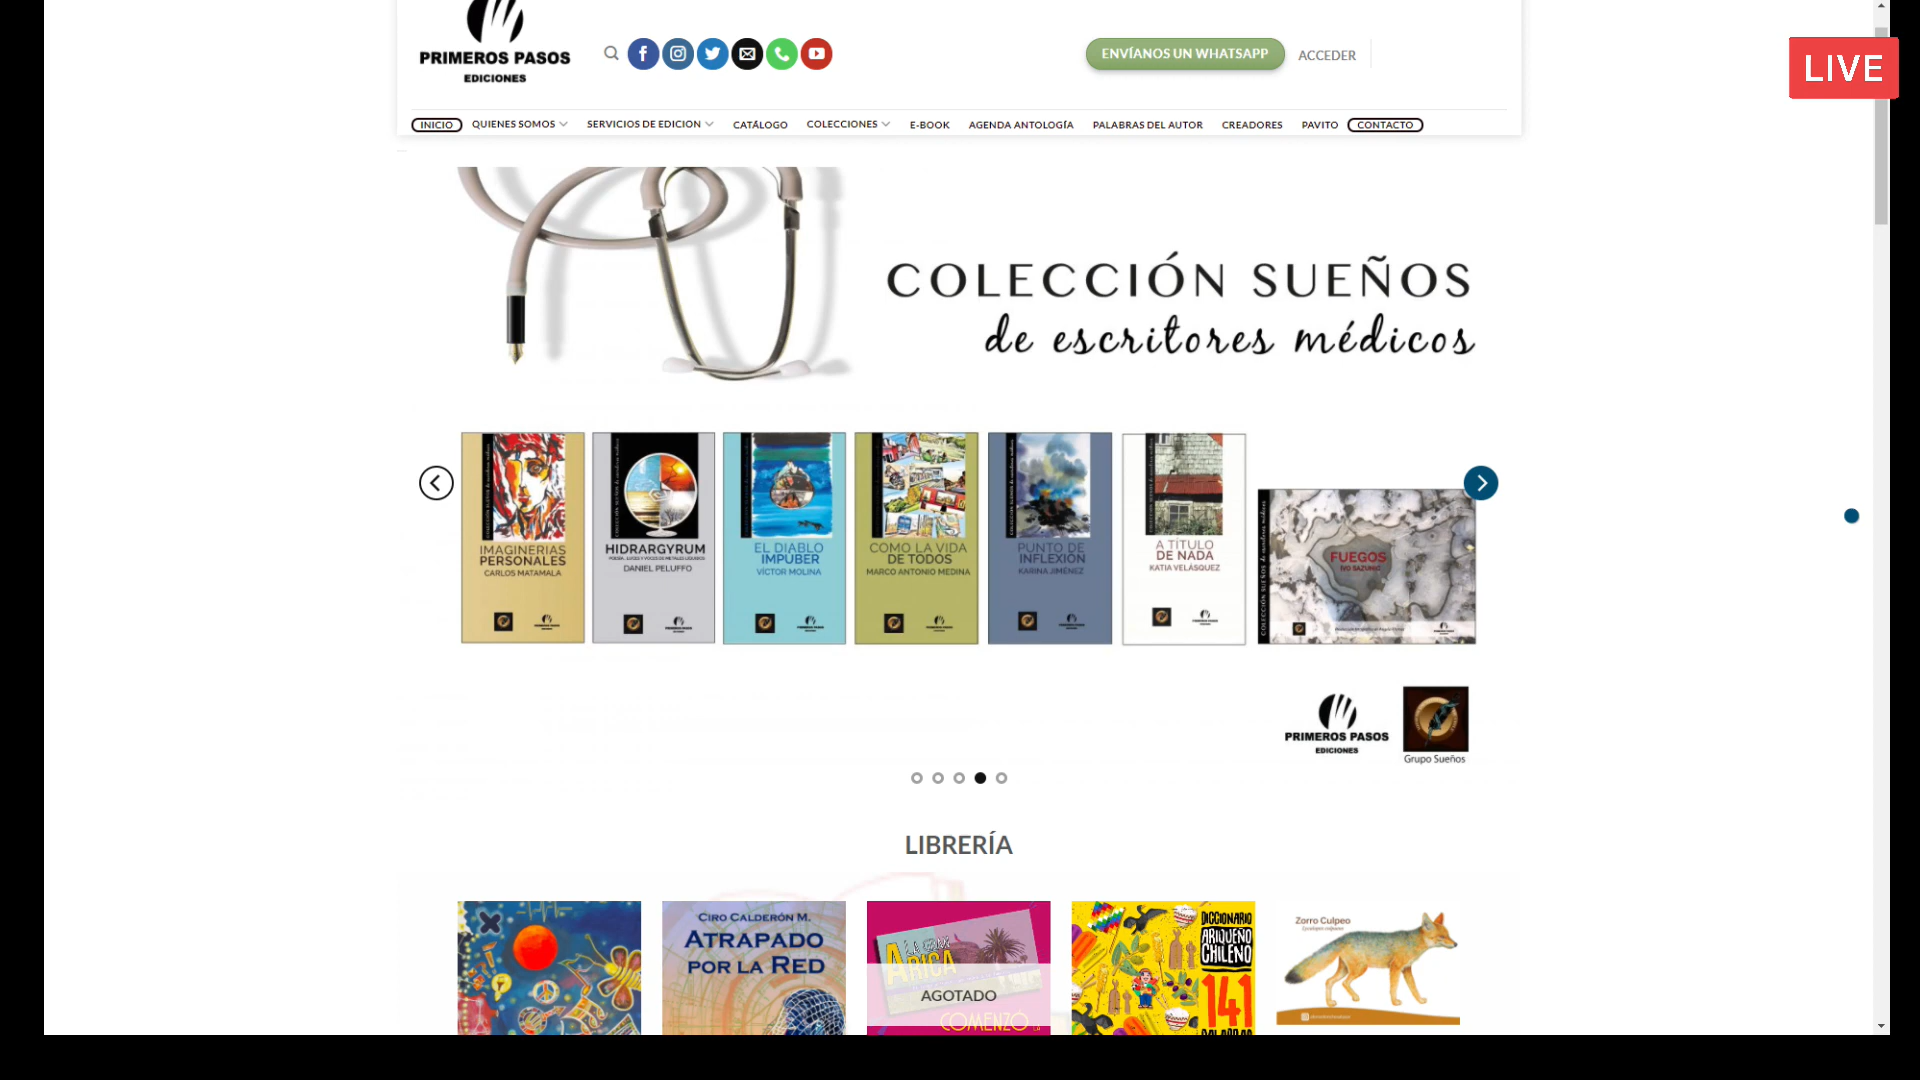 PRIMEROS PASOS
EDICIONES
ENVÍANOS UN WHATSAPP
ACCEDER
LIVE
INICIO
QUIENES SOMOS
SERVICIOS DE EDICION
CATÁLOGO
COLECCIONES
E-BOOK
AGENDA ANTOLOGÍA
PALABRAS DEL AUTOR
CREADORES
PAVITO
CONTACTO
COLECCIÓN SUEÑOS
de escritores médicos
IMAGINERIAS
PERSONALES
CARLOS MATAMALA
HIDRARGYRUM
DANIEL PELUFFO
EL DIABLO
IMPUBER
VÍCTOR MOLINA
COMO LA VIDA
DE TODOS
MARCO ANTONIO MEDINA
PUNTO DE
INFLEXIÓN
KARINA JIMÉNEZ
A TÍTULO
DE NADA
KATIA VELÁSQUEZ
FUEGOS
PRIMEROS PASOS
EDICIONES
Grupo Sueños
LIBRERÍA
CIRO CALDERÓN M.
ATRAPADO
POR LA RED
ARICA
AGOTADO
COMENZÓ
DICCIONARIO
ARIQUEÑO
CHILENO
141
PALABRAS
Zorro Culpeo